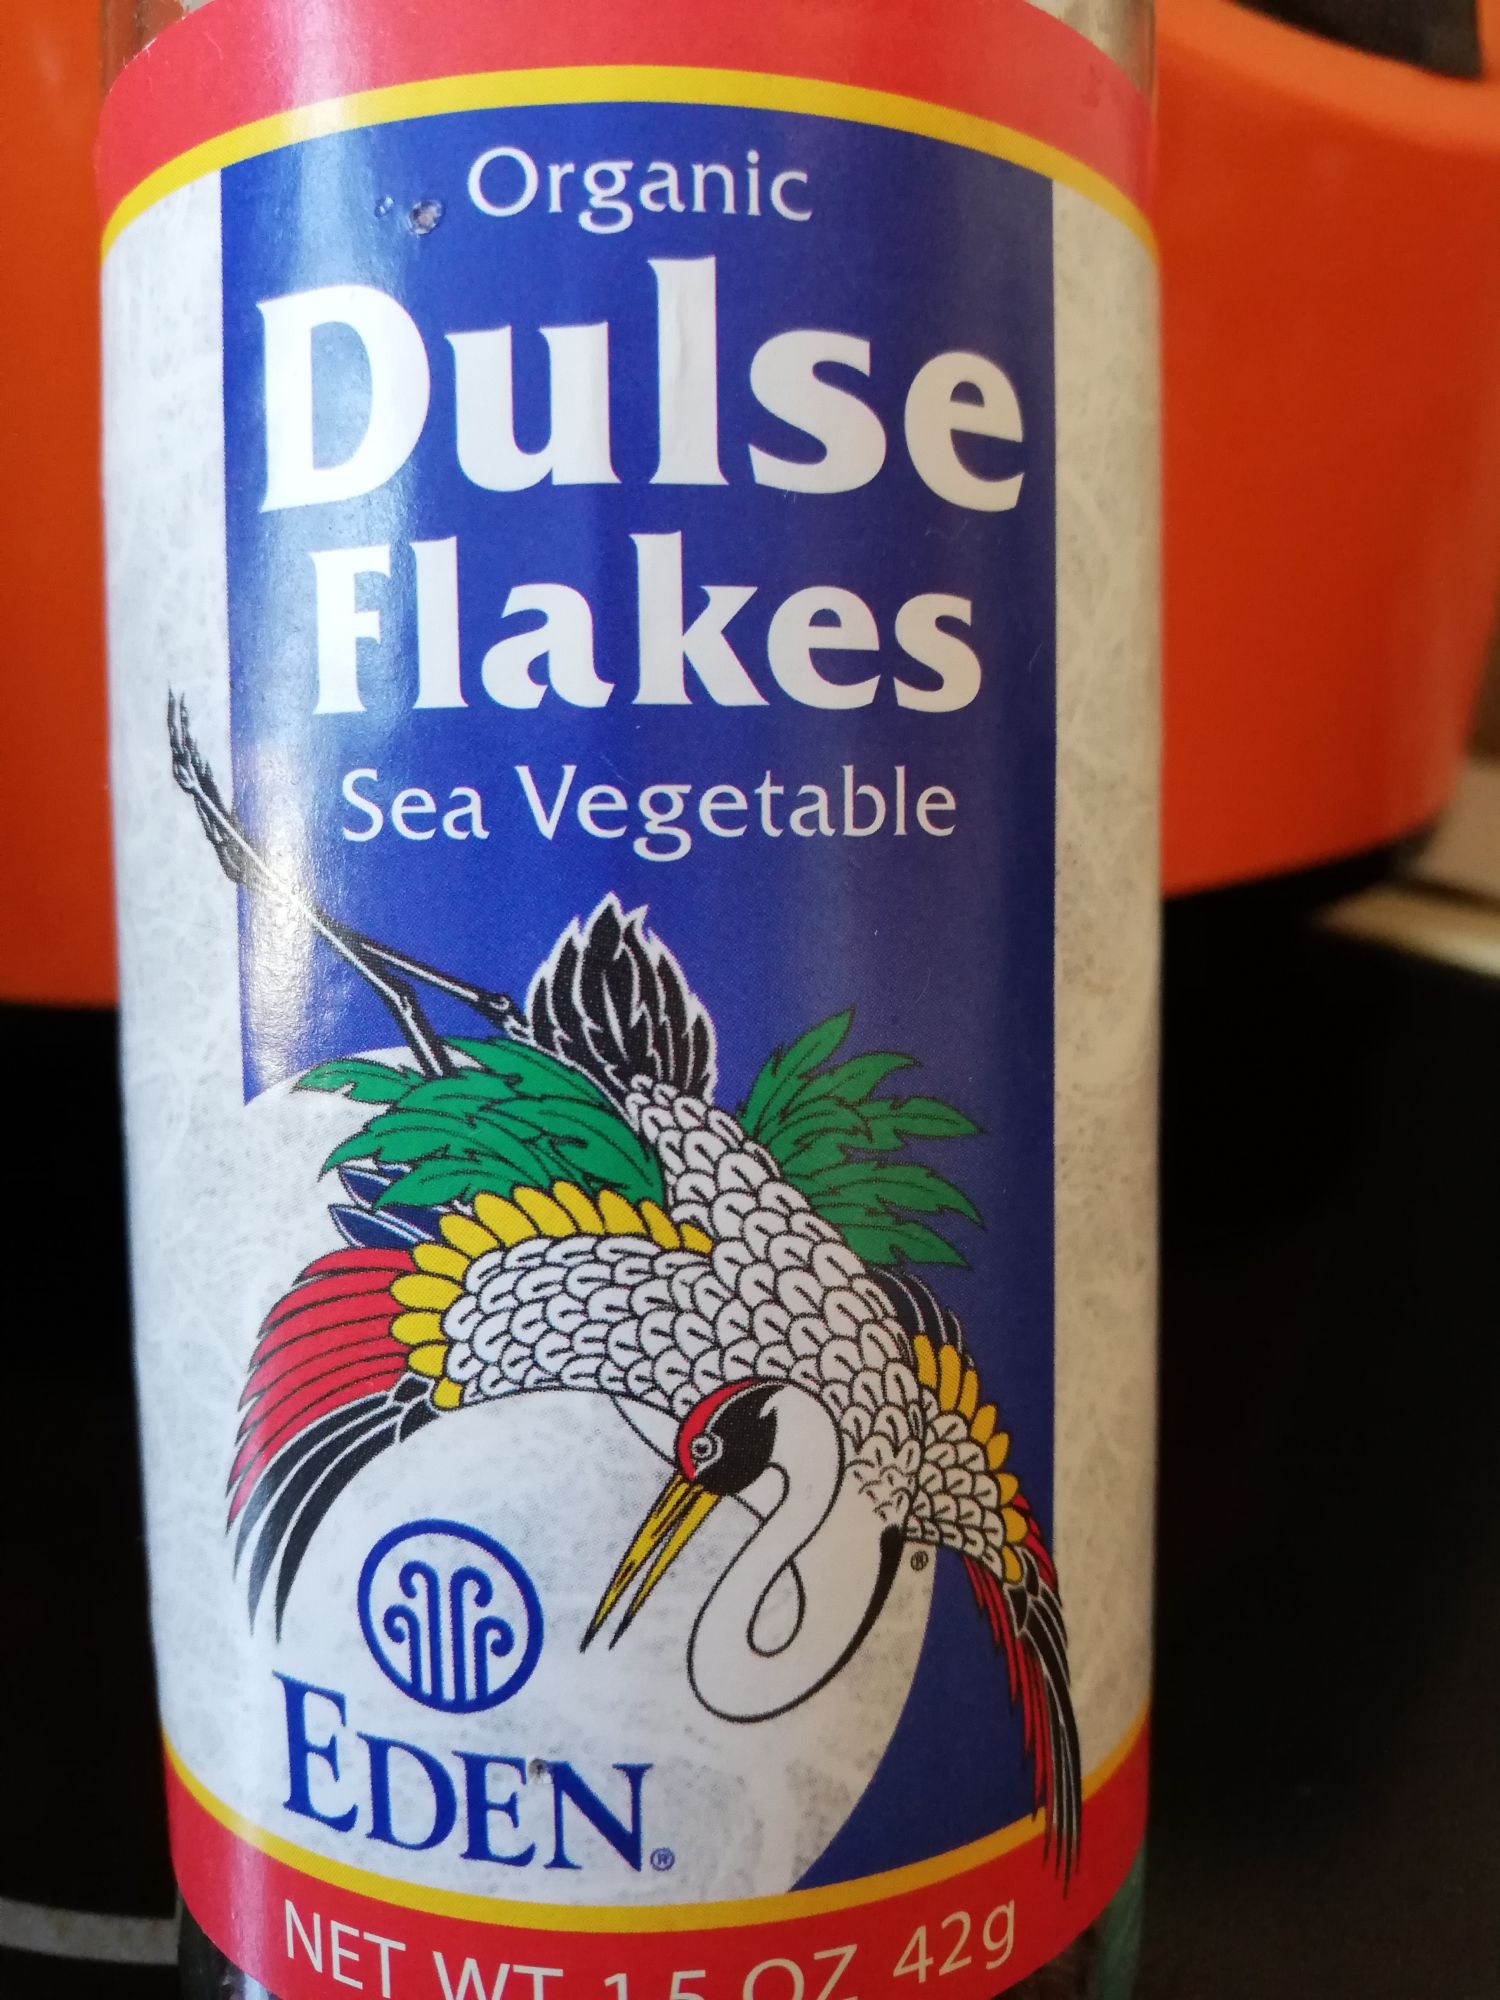 Organic
Dulse
Flakes
Sea Vegetable
®
EDEN®
NET WT 1.5 OZ 42g